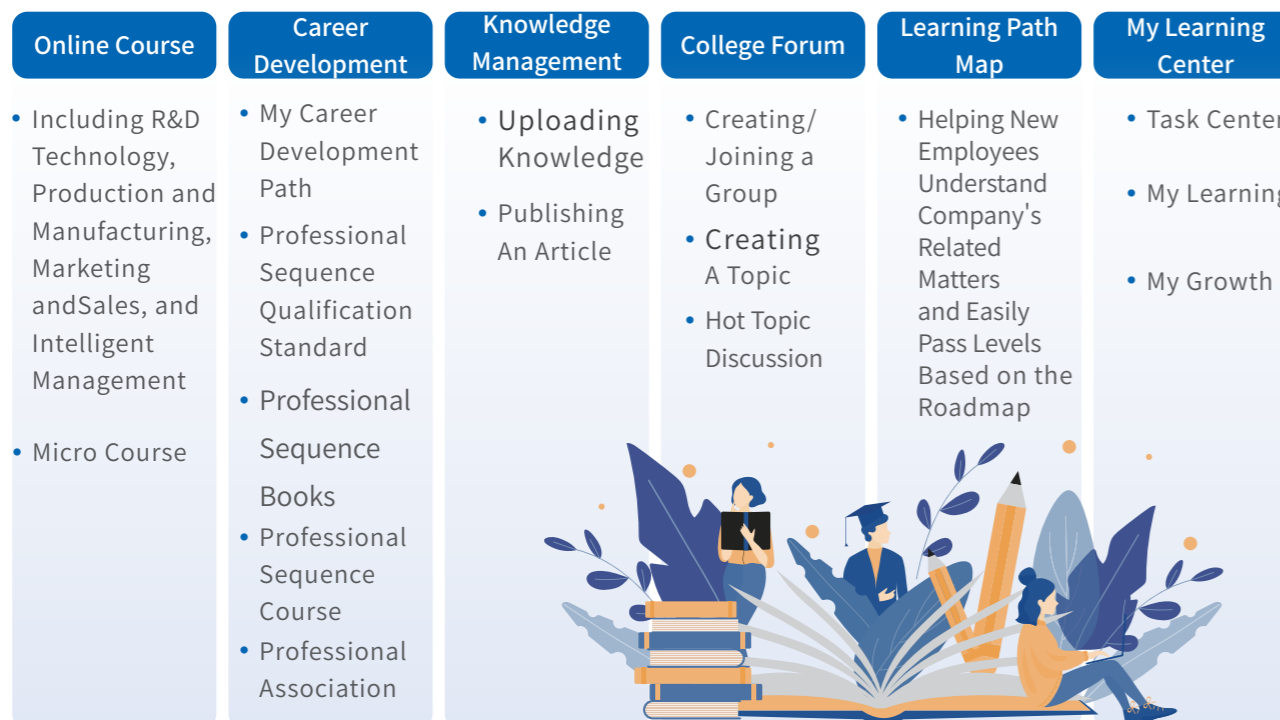 Online Course
• Including R&D
Technology,
Production and
Manufacturing,
Marketing
andSales, and
Intelligent
Management
• Micro Course
Career
Development
• My Career
Development
Path
• Professional
Sequence
Qualification
Standard
• Professional
Sequence
Books
• Professional
Sequence
Course
• Professional
Association
Knowledge
Management
• Uploading
Knowledge
• Publishing
An Article
College Forum
• Creating/
Joining a
Group
• Creating
A Topic
• Hot Topic
Discussion
Learning Path
Map
• Helping New
Employees
Understand
Company's
Related
Matters
and Easily
Pass Levels
Based on the
Roadmap
My Learning
Center
• Task Center
• My Learning
• My Growth